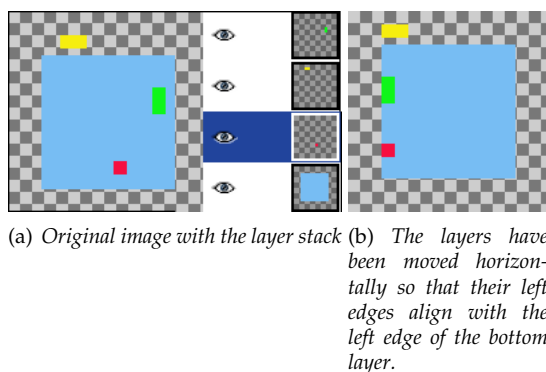 (a) Original image with the layer stack
(b) The layers have
been moved horizon-
tally so that their left
edges align with the
left edge of the bottom
layer.